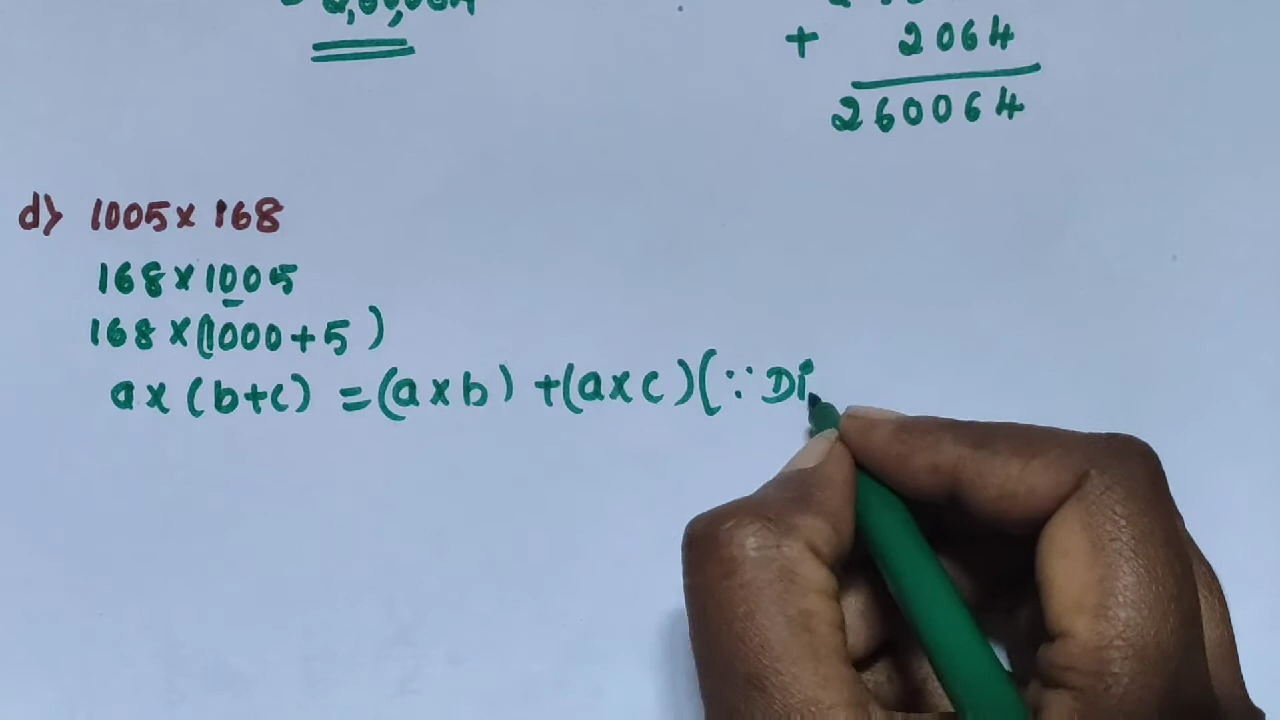 + 2064
260064
d) 1005 x 168
168 x 1005
168 x (1000 + 5)
a x (b+c) = (a x b) + (a x c) (∵ Di